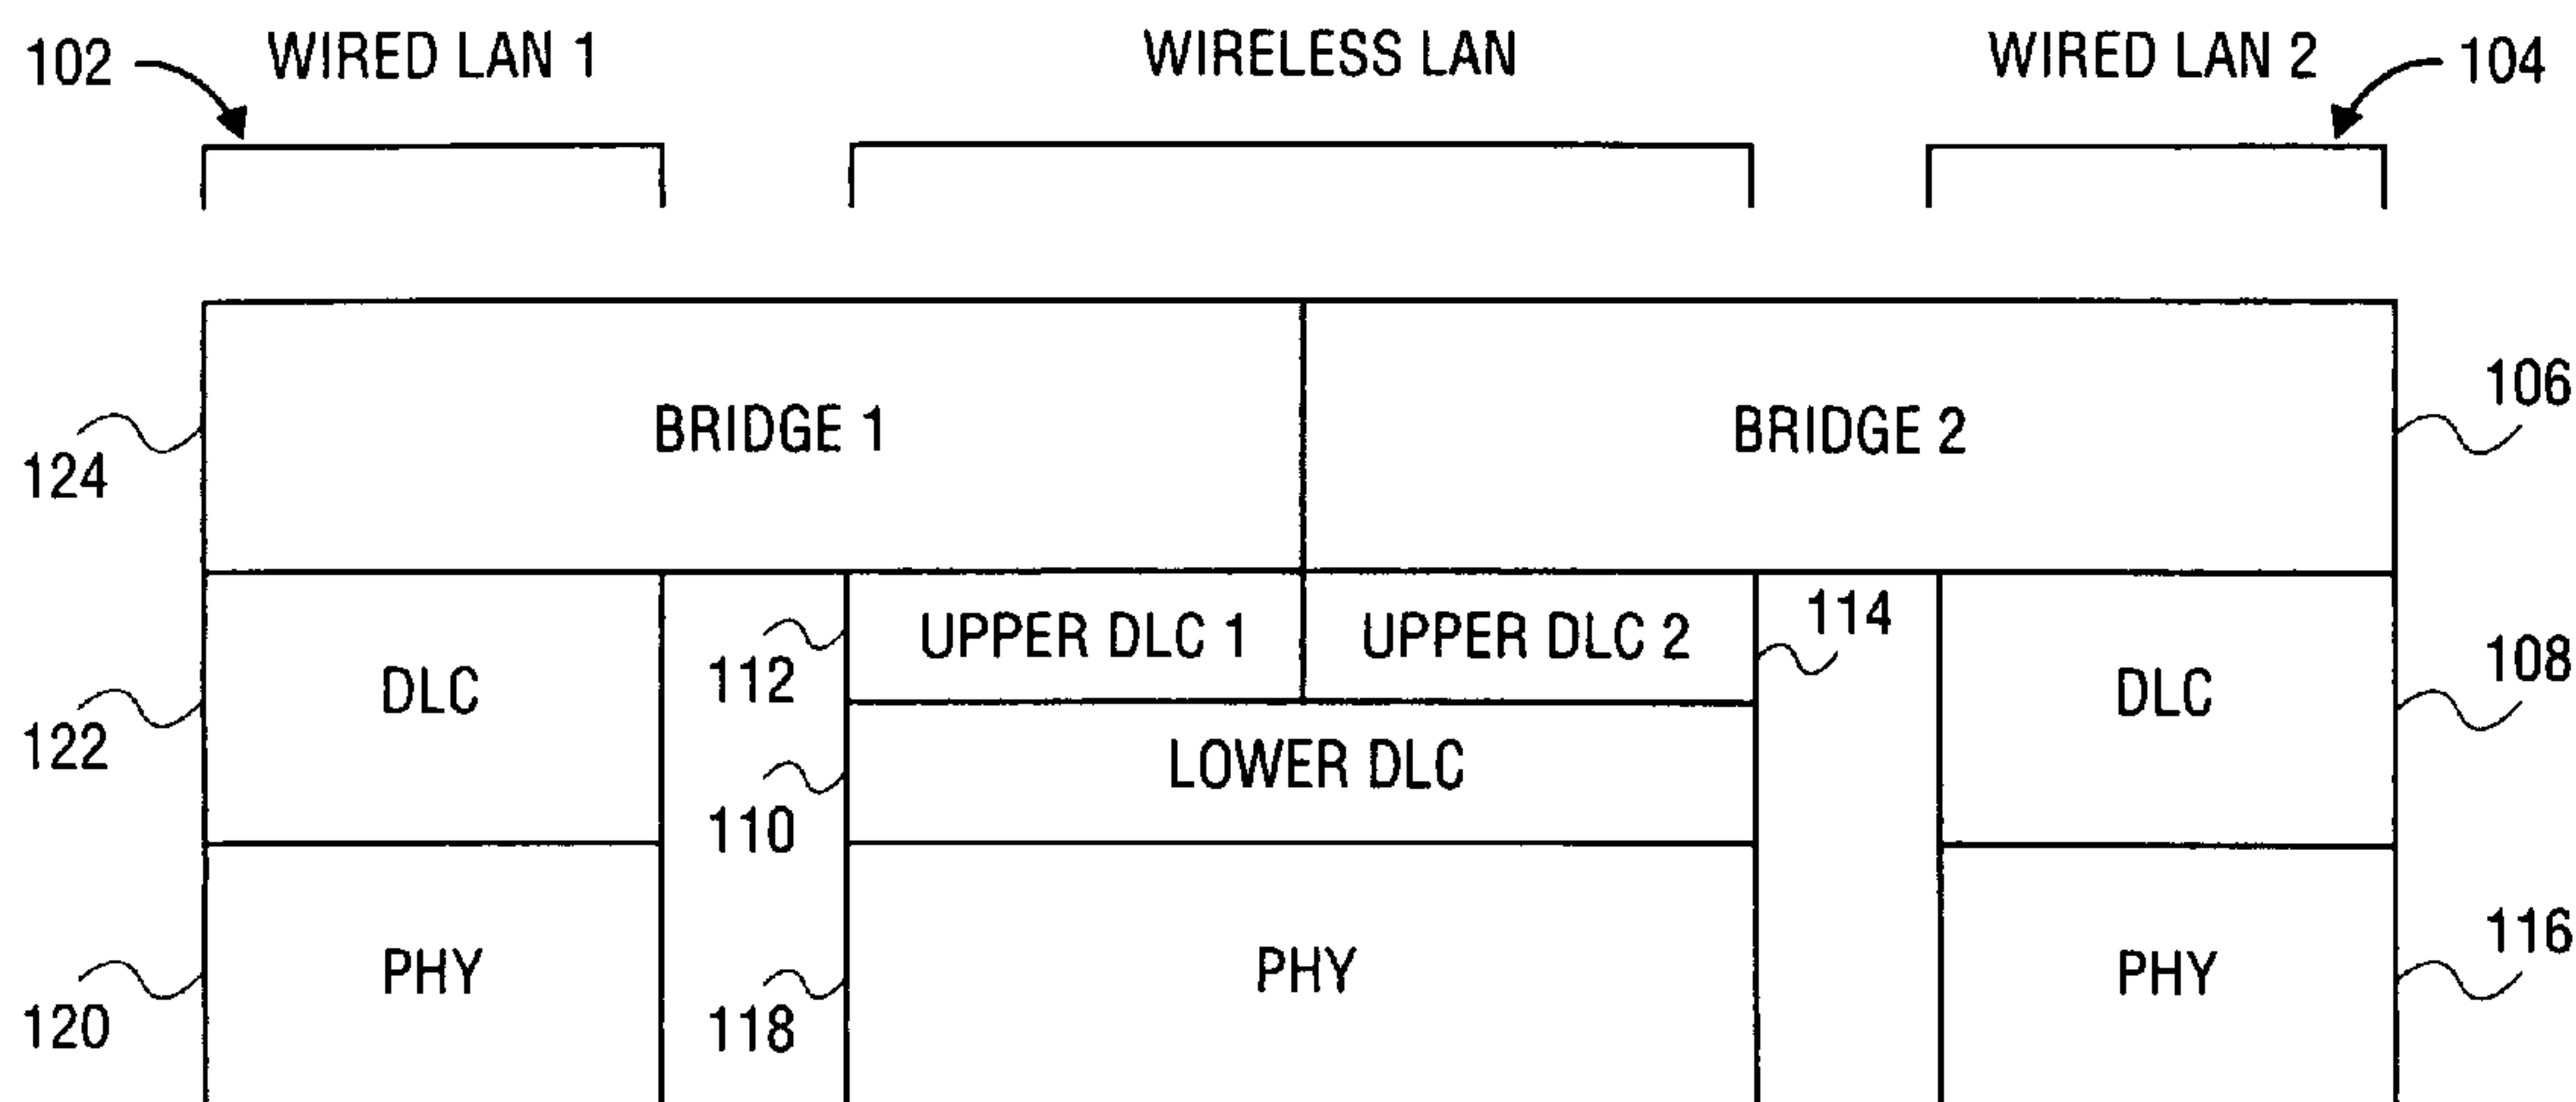 102 WIRED LAN 1 WIRELESS LAN WIRED LAN 2 104
BRIDGE 1 BRIDGE 2 106
124
UPPER DLC 1 UPPER DLC 2 114
112
DLC DLC 108
122
LOWER DLC
110
PHY PHY PHY 116
120 118